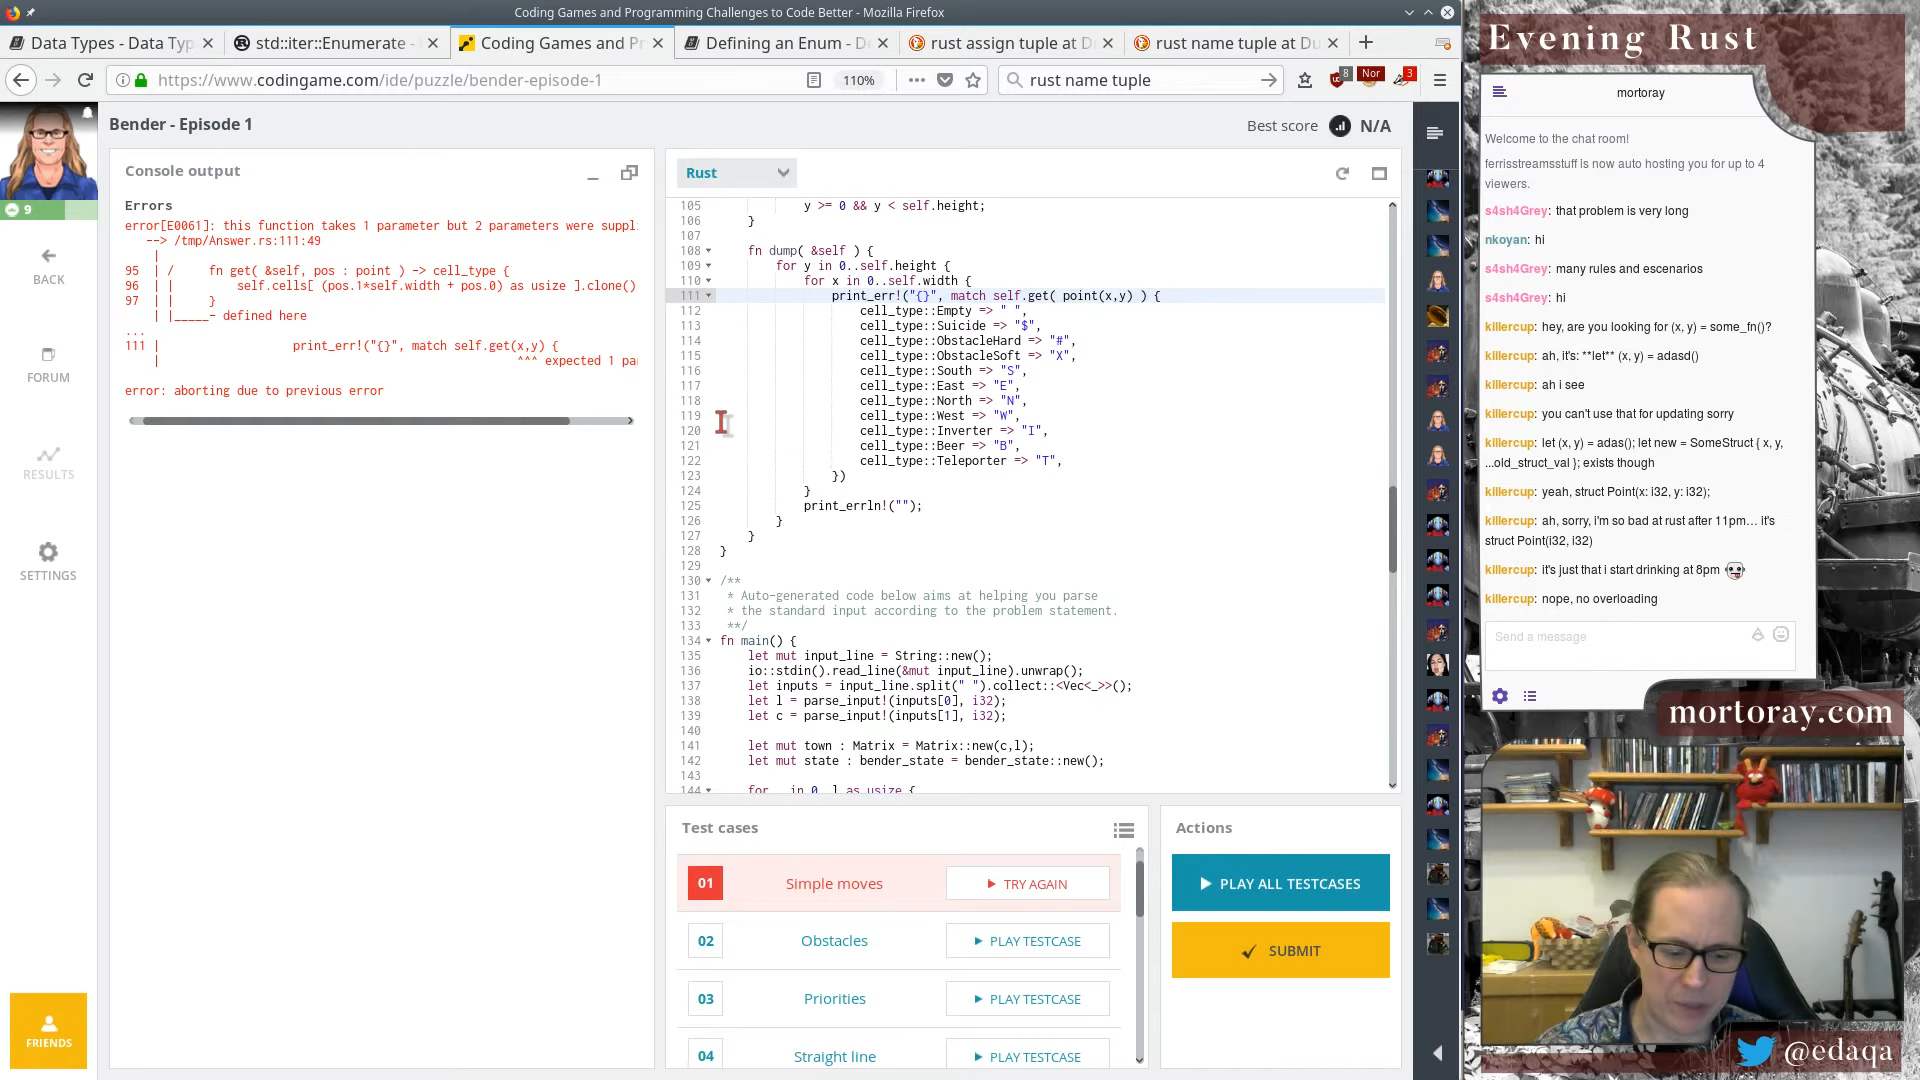 Coding Games and Programming Challenges to Code Better - Mozilla Firefox
Data Types - Data Typ
std::iter::Enumerate -
Coding Games and Pr
Defining an Enum - De
rust assign tuple at Du
rust name tuple at Du
https://www.codingame.com/ide/puzzle/bender-episode-1
110%
rust name tuple
8
Nor
3
Bender - Episode 1
Best score
N/A
9
BACK
FORUM
RESULTS
SETTINGS
FRIENDS
Console output
Errors
error[E0061]: this function takes 1 parameter but 2 parameters were suppl
--> /tmp/Answer.rs:111:49
|
95 | / fn get( &self, pos : point ) -> cell_type {
96 | | self.cells[ (pos.1*self.width + pos.0) as usize ].clone()
97 | | }
| |_____- defined here
...
111 | print_err!("{}", match self.get(x,y) {
| ^^^ expected 1 pa
error: aborting due to previous error
Rust
105 y >= 0 && y < self.height;
106 }
107
108 fn dump( &self ) {
109 for y in 0..self.height {
110 for x in 0..self.width {
111 print_err!("{}", match self.get( point(x,y) ) {
112 cell_type::Empty => " ",
113 cell_type::Suicide => "$",
114 cell_type::ObstacleHard => "#",
115 cell_type::ObstacleSoft => "X",
116 cell_type::South => "S",
117 cell_type::East => "E",
118 cell_type::North => "N",
119 cell_type::West => "W",
120 cell_type::Inverter => "I",
121 cell_type::Beer => "B",
122 cell_type::Teleporter => "T",
123 })
124 }
125 print_errln!("");
126 }
127 }
128 }
129
130 /**
131 * Auto-generated code below aims at helping you parse
132 * the standard input according to the problem statement.
133 **/
134 fn main() {
135 let mut input_line = String::new();
136 io::stdin().read_line(&mut input_line).unwrap();
137 let inputs = input_line.split(" ").collect::<Vec<_>>();
138 let l = parse_input!(inputs[0], i32);
139 let c = parse_input!(inputs[1], i32);
140
141 let mut town : Matrix = Matrix::new(c,l);
142 let mut state : bender_state = bender_state::new();
143
144 for _ in 0..l as usize {
Test cases
01 Simple moves TRY AGAIN
02 Obstacles PLAY TESTCASE
03 Priorities PLAY TESTCASE
04 Straight line PLAY TESTCASE
Actions
PLAY ALL TESTCASES
SUBMIT
Evening Rust
mortoray
Welcome to the chat room!
ferrisstreamsstuff is now auto hosting you for up to 4
viewers.
s4sh4Grey: that problem is very long
nkoyan: hi
s4sh4Grey: many rules and escenarios
s4sh4Grey: hi
killercup: hey, are you looking for (x, y) = some_fn()?
killercup: ah, it's: **let** (x, y) = adasd()
killercup: ah i see
killercup: you can't use that for updating sorry
killercup: let (x, y) = adas(); let new = SomeStruct { x, y,
...old_struct_val }; exists though
killercup: yeah, struct Point(x: i32, y: i32);
killercup: ah, sorry, i'm so bad at rust after 11pm… it's
struct Point(i32, i32)
killercup: it's just that i start drinking at 8pm
killercup: nope, no overloading
Send a message
mortoray.com
@edaqa